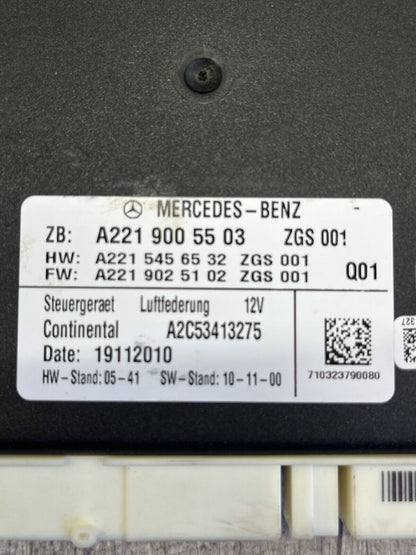 MERCEDES-BENZ -
ZB: A221 900 55 03 ZGS 001
HW: A221 545 65 32 ZGS 001
FW: A221 902 51 02 ZGS 001 Q01
Steuergeraet Luftfederung 12V
Continental A2C53413275
Date: 19112010
HW-Stand: 05-41 SW-Stand: 10-11-00
710323790080
327